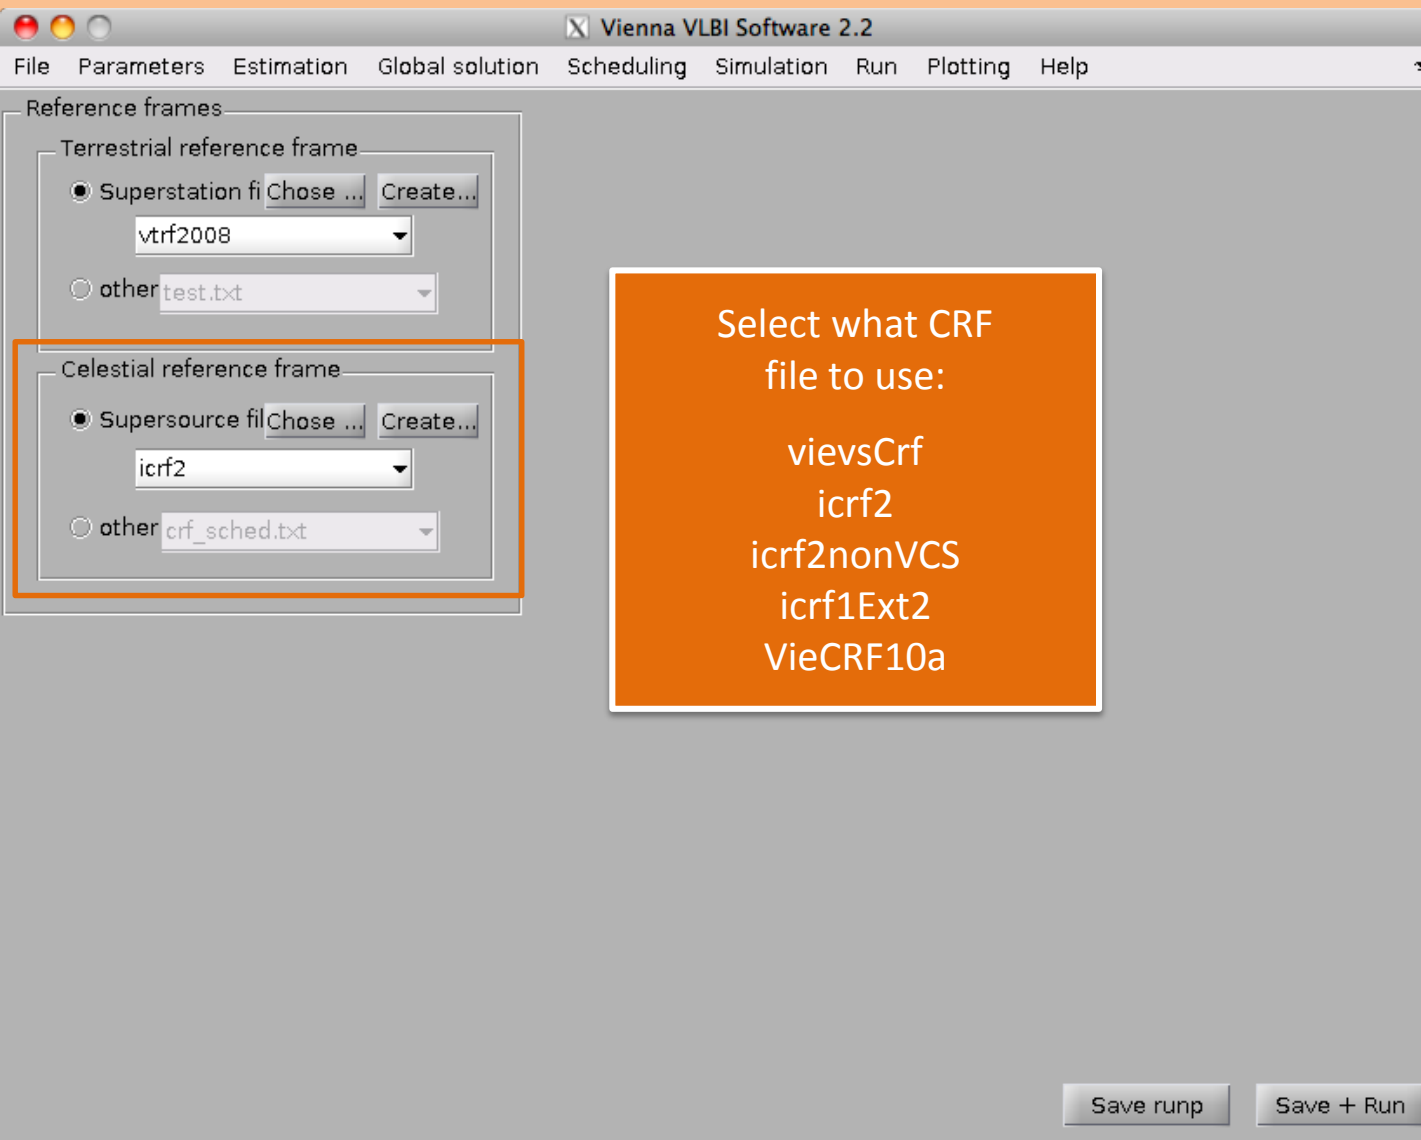 Vienna VLBI Software 2.2
File Parameters Estimation Global solution Scheduling Simulation Run Plotting Help
Reference frames
Terrestrial reference frame
Superstation fi Chose ... Create...
vtrf2008
other test.txt
Celestial reference frame
Supersource fil Chose ... Create...
icrf2
other crf_sched.txt
Select what CRF
file to use:
vievsCrf
icrf2
icrf2nonVCS
icrf1Ext2
VieCRF10a
Save runp Save + Run